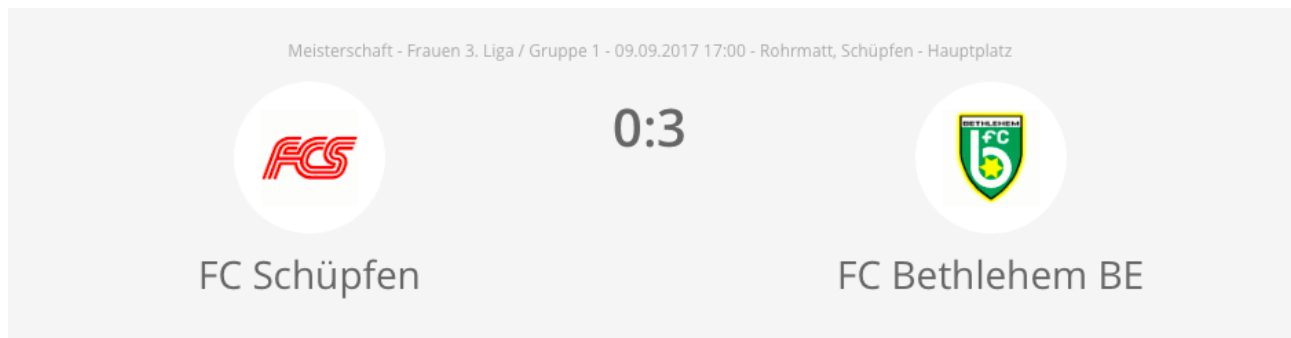 Meisterschaft - Frauen 3. Liga / Gruppe 1 - 09.09.2017 17:00 - Rohrmatt, Schüpfen - Hauptplatz
0:3
FCS
BETHLEHEM
FC
b
FC Schüpfen
FC Bethlehem BE